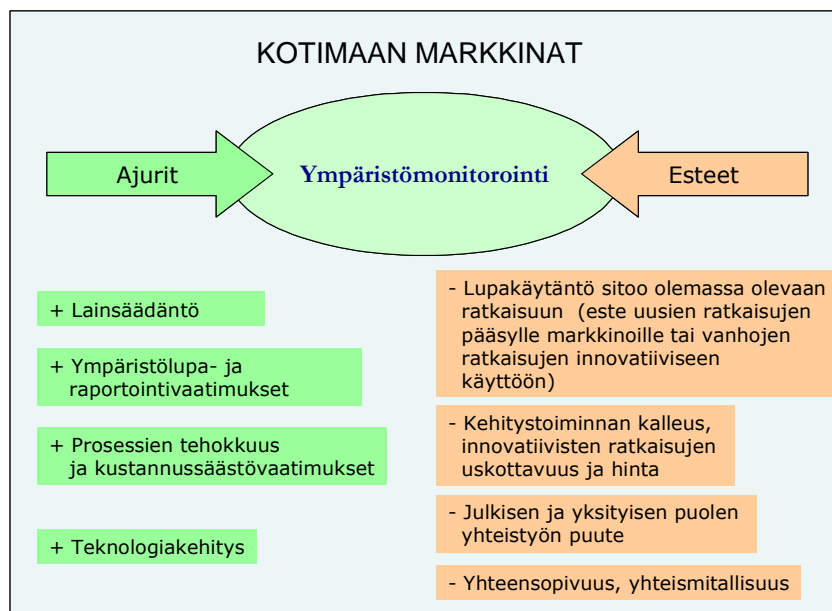 KOTIMAAN MARKKINAT
Ajurit
Ympäristömonitorointi
Esteet
+ Lainsäädäntö
+ Ympäristölupa- ja
raportointivaatimukset
+ Prosessien tehokkuus
ja kustannussäästövaatimukset
+ Teknologiakehitys
- Lupakäytäntö sitoo olemassa olevaan
ratkaisuun (este uusien ratkaisujen
pääsylle markkinoille tai vanhojen
ratkaisujen innovatiiviseen
käyttöön)
- Kehitystoiminnan kalleus,
innovatiivisten ratkaisujen
uskottavuus ja hinta
- Julkisen ja yksityisen puolen
yhteistyön puute
- Yhteensopivuus, yhteismitallisuus